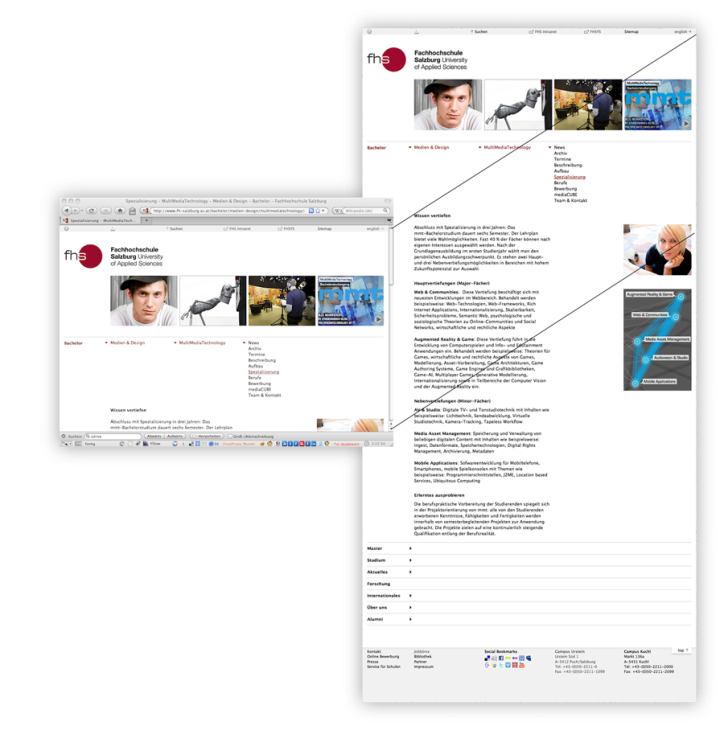 Spezialisierung – MultiMediaTechnology – Medien & Design – Bachelor – Fachhochschule Salzburg
http://www.fh-salzburg.ac.at/bachelor/medien-design/multimediatechnology/
Spezialisierung – MultiMediaTech...
Suchen
FHS Intranet
FHSYS
Sitemap
english
fhs
Fachhochschule
Salzburg University
of Applied Sciences
MultiMediaTechnology
mmt
Bachelor
Medien & Design
MultiMediaTechnology
News
Archiv
Termine
Beschreibung
Aufbau
Spezialisierung
Berufe
Bewerbung
mediaCUBE
Team & Kontakt
Wissen vertiefen
Abschluss mit Spezialisierung in drei Jahren: Das
mmt-Bachelorstudium dauert sechs Semester. Der Lehrplan
Suchen
FHS Intranet
FHSYS
Sitemap
english
fhs
Fachhochschule
Salzburg University
of Applied Sciences
MultiMediaTechnology
mmt
Bachelor
Medien & Design
MultiMediaTechnology
News
Archiv
Termine
Beschreibung
Aufbau
Spezialisierung
Berufe
Bewerbung
mediaCUBE
Team & Kontakt
Wissen vertiefen
Abschluss mit Spezialisierung in drei Jahren: Das
mmt-Bachelorstudium dauert sechs Semester. Der Lehrplan
bietet viel Wahlmöglichkeiten. Fast 40 % der Fächer können nach
eigenen Interessen ausgewählt werden. Nach der
Grundlagenausbildung im ersten Studienjahr wählt man den
persönlichen Ausbildungsschwerpunkt. Es stehen zwei Haupt-
und drei Nebenvertiefungsmöglichkeiten in Bereichen mit hohem
Zukunftspotenzial zur Auswahl:
Hauptvertiefungen (Major-Fächer)
Web & Communities: Diese Vertiefung beschäftigt sich mit
neuesten Entwicklungen im Webbereich. Behandelt werden
beispielsweise: Web-Technologien, Web-Frameworks, Rich
Internet Applications, Internationalisierung, Skalierbarkeit,
Sicherheitsprobleme, Semantic Web, psychologische und
soziologische Theorien zu Online-Communities und Social
Networks, wirtschaftliche und rechtliche Aspekte
Augmented Reality & Game: Diese Vertiefung führt in die
Entwicklung von Computerspielen und Info- und Edutainment
Anwendungen ein. Behandelt werden beispielsweise: Theorien für
Games, wirtschaftliche und rechtliche Aspekte von Games,
Modellierung, Asset-Vorbereitung, Game Architekturen, Game
Authoring Systeme, Game Engines und Grafikbibliotheken,
Game-AI, Multiplayer Games, generative Modellierung,
Internationalisierung sowie in Teilbereiche der Computer Vision
und der Augmented Reality ein.
Nebenvertiefungen (Minor-Fächer)
AV & Studio: Digitale TV- und Tonstudiotechnik mit Inhalten wie
beispielsweise: Lichttechnik, Sendeabwicklung, Virtuelle
Studiotechnik, Kamera-Tracking, Tapeless Workflow
Media Asset Management: Speicherung und Verwaltung von
beliebigen digitalen Content mit Inhalten wie beispielsweise:
Ingest, Datenformate, Speichertechnologien, Digital Rights
Management, Archivierung, Metadaten
Mobile Applications: Sofwareentwicklung für Mobiltelefone,
Smartphones, mobile Spielkonsolen mit Themen wie
beispielsweise: Programmierschnittstellen, J2ME, Location based
Services, Ubiquitous Computing
Erlerntes ausprobieren
Die berufspraktische Vorbereitung der Studierenden spiegelt sich
in der Projektorientierung von mmt: alle von den Studierenden
erworbenen Kenntnisse, Fähigkeiten und Fertigkeiten werden
innerhalb von semesterbegleitenden Projekten zur Anwendung
gebracht. Die Projekte zielen auf eine kontinuierlich steigende
Qualifikation entlang der Berufsrealität.
Augmented Reality & Game
Web & Communities
Media Asset Management
Audiovision & Studio
Mobile Applications
Master
Studium
Aktuelles
Forschung
Internationales
Über uns
Alumni
top
Kontakt
Online Bewerbung
Presse
Service für Schulen
Jobbörse
Bibliothek
Partner
Impressum
Social Bookmarks
Campus Urstein
Urstein Süd 1
A-5412 Puch/Salzburg
Tel: +43-(0)50-2211-0
Fax: +43-(0)50-2211-1099
Campus Kuchl
Markt 136a
A-5431 Kuchl
Tel: +43-(0)50-2211-2000
Fax: +43-(0)50-2211-2099